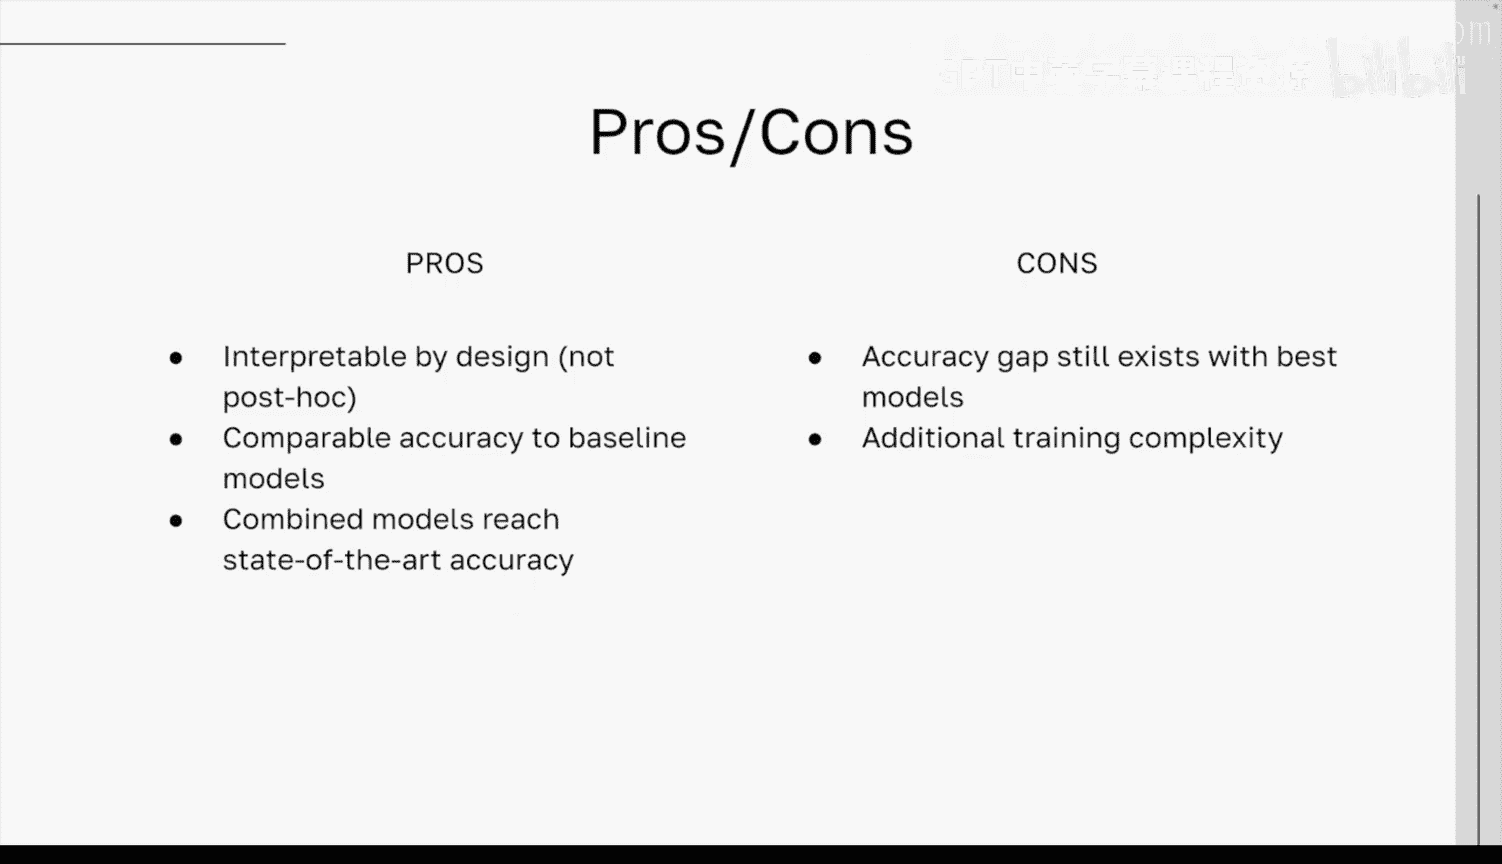 Pros/Cons
PROS
Interpretable by design (not
post-hoc)
Comparable accuracy to baseline
models
Combined models reach
state-of-the-art accuracy
CONS
Accuracy gap still exists with best
models
Additional training complexity
bilibili